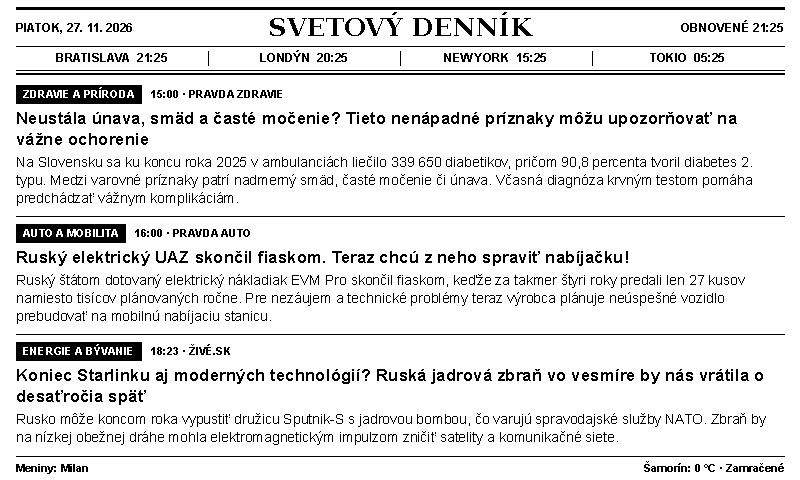 PIATOK, 27. 11. 2026
SVETOVÝ DENNÍK
OBNOVENÉ 21:25
BRATISLAVA 21:25
LONDÝN 20:25
NEW YORK 15:25
TOKIO 05:25
ZDRAVIE A PRÍRODA 15:00 · PRAVDA ZDRAVIE
Neustála únava, smäd a časté močenie? Tieto nenápadné príznaky môžu upozorňovať na
vážne ochorenie
Na Slovensku sa ku koncu roka 2025 v ambulanciách liečilo 339 650 diabetikov, pričom 90,8 percenta tvoril diabetes 2.
typu. Medzi varovné príznaky patrí nadmerný smäd, časté močenie či únava. Včasná diagnóza krvným testom pomáha
predchádzať vážnym komplikáciám.
AUTO A MOBILITA 16:00 · PRAVDA AUTO
Ruský elektrický UAZ skončil fiaskom. Teraz chcú z neho spraviť nabíjačku!
Ruský štátom dotovaný elektrický nákladiak EVM Pro skončil fiaskom, keďže za takmer štyri roky predali len 27 kusov
namiesto tisícov plánovaných ročne. Pre nezáujem a technické problémy teraz výrobca plánuje neúspešné vozidlo
prebudovať na mobilnú nabíjaciu stanicu.
ENERGIE A BÝVANIE 18:23 · ŽIVÉ.SK
Koniec Starlinku aj moderných technológií? Ruská jadrová zbraň vo vesmíre by nás vrátila o
desaťročia späť
Rusko môže koncom roka vypustiť družicu Sputnik-S s jadrovou bombou, čo varujú spravodajské služby NATO. Zbraň by
na nízkej obežnej dráhe mohla elektromagnetickým impulzom zničiť satelity a komunikačné siete.
Meniny: Milan
Šamorín: 0 °C · Zamračené